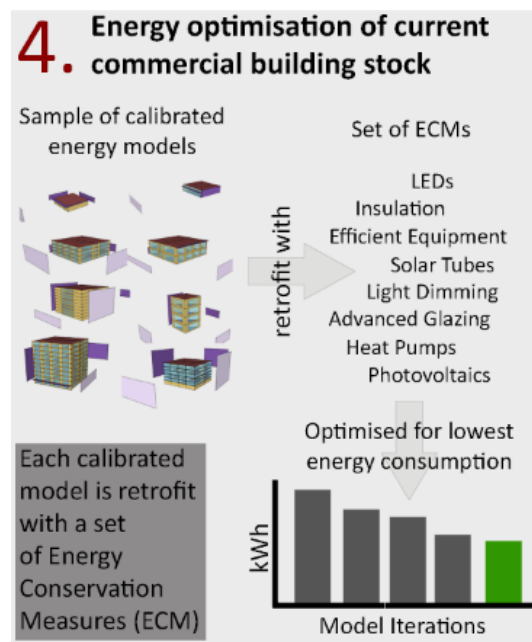 4. Energy optimisation of current
commercial building stock
Sample of calibrated
energy models
retrofit with
Set of ECMs
LEDs
Insulation
Efficient Equipment
Solar Tubes
Light Dimming
Advanced Glazing
Heat Pumps
Photovoltaics
Optimised for lowest
energy consumption
kWh
Model Iterations
Each calibrated
model is retrofit
with a set
of Energy
Conservation
Measures (ECM)